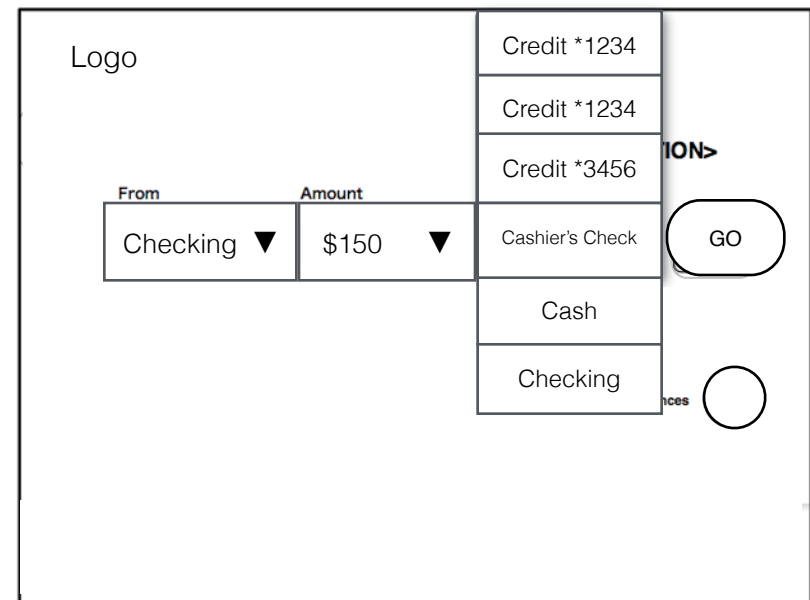 Logo
Credit *1234
Credit *1234
Credit *3456
Cashier's Check
Cash
Checking
From
Checking ▼
Amount
$150 ▼
GO